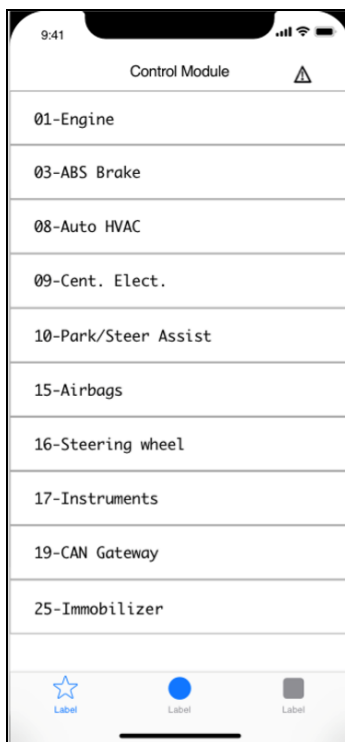 9:41
Control Module
01-Engine
03-ABS Brake
08-Auto HVAC
09-Cent. Elect.
10-Park/Steer Assist
15-Airbags
16-Steering wheel
17-Instruments
19-CAN Gateway
25-Immobilizer
Label Label Label